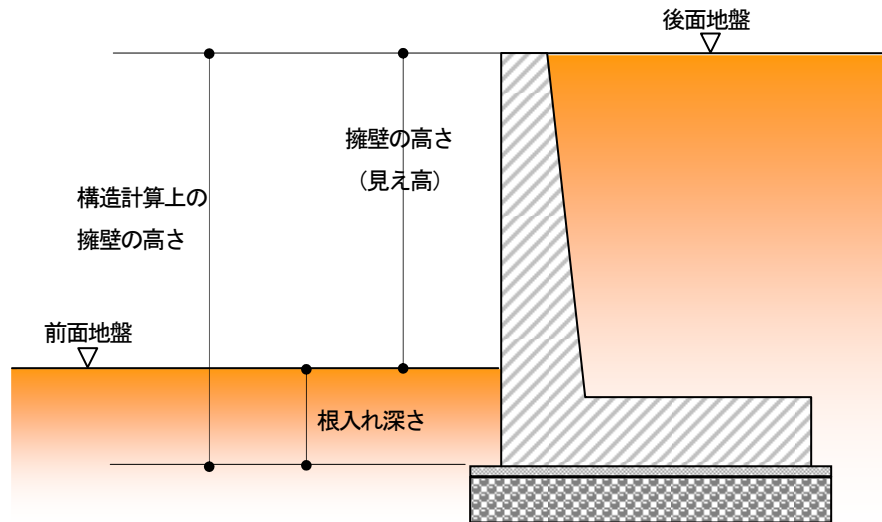 後面地盤
擁壁の高さ
（見え高）
構造計算上の
擁壁の高さ
前面地盤
根入れ深さ